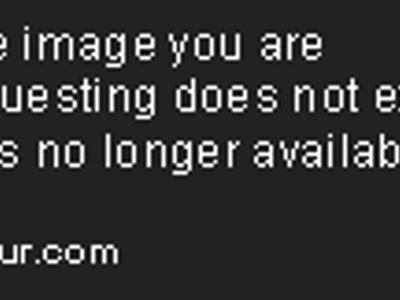 e image you are
uesting does not ex
s no longer availab
ur.com